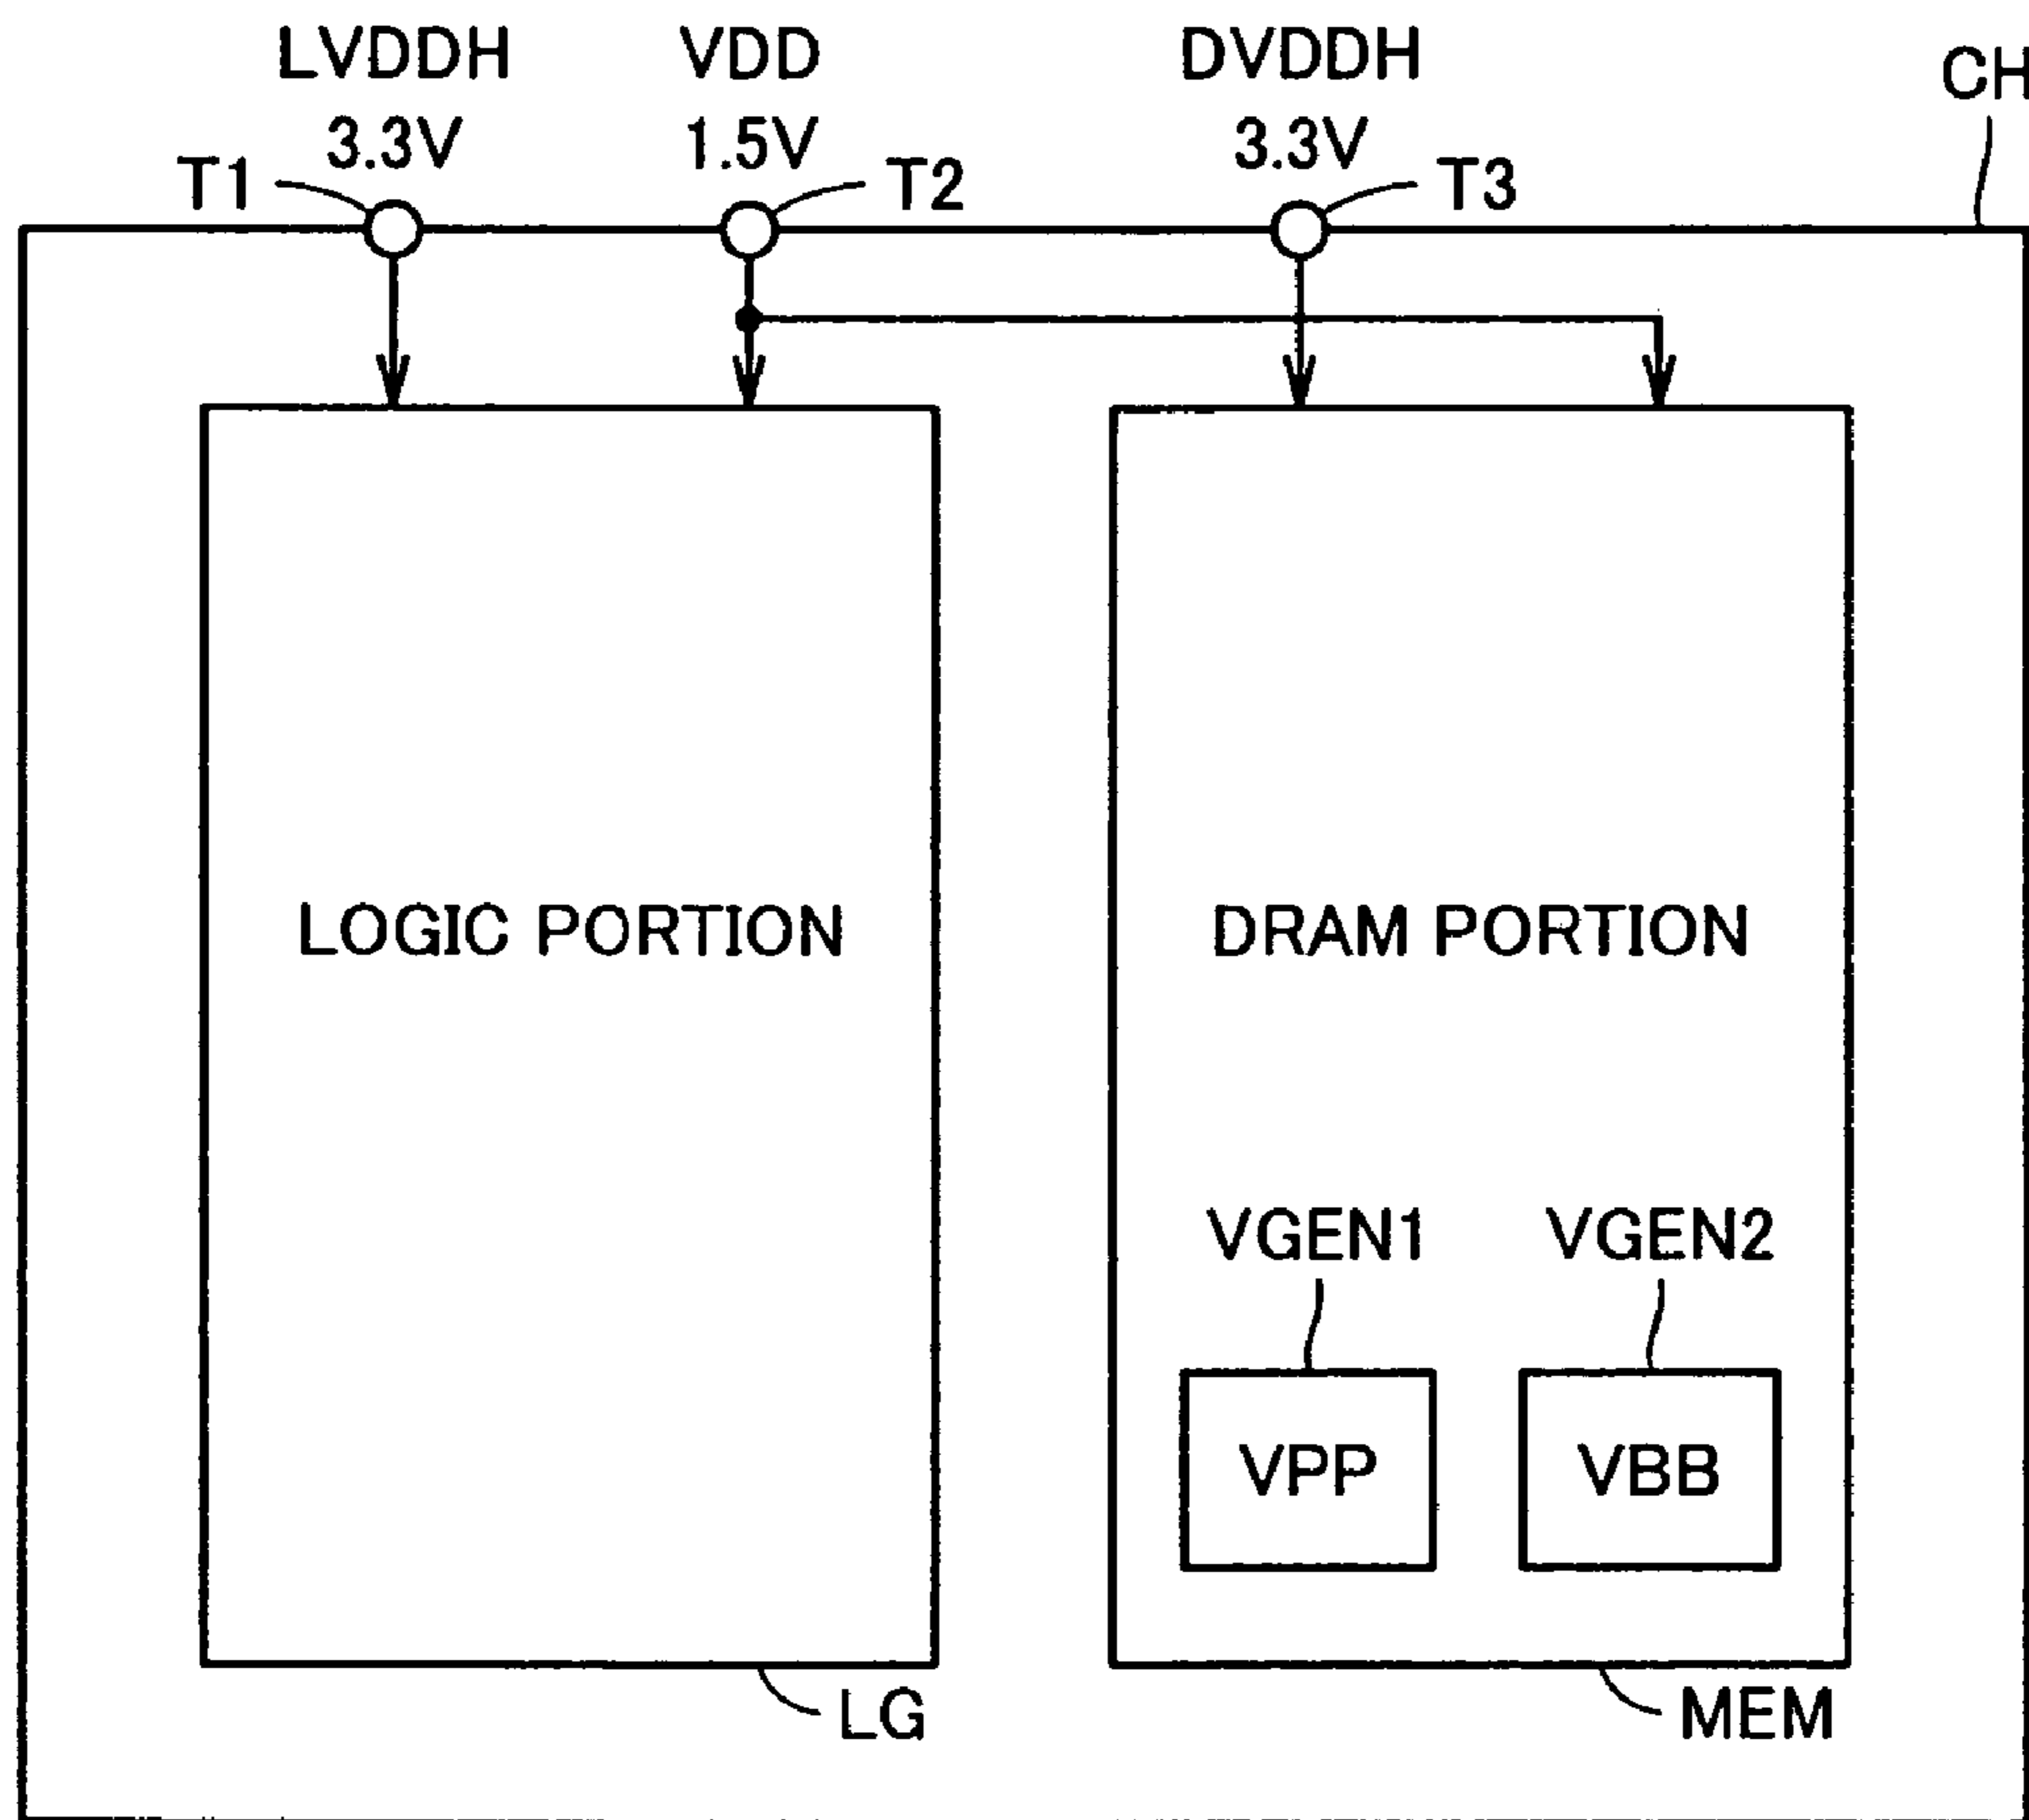 LVDDH VDD DVDDH CH
3.3V 1.5V 3.3V
T1 T2 T3
LOGIC PORTION DRAM PORTION
VGEN1 VGEN2
VPP VBB
LG MEM